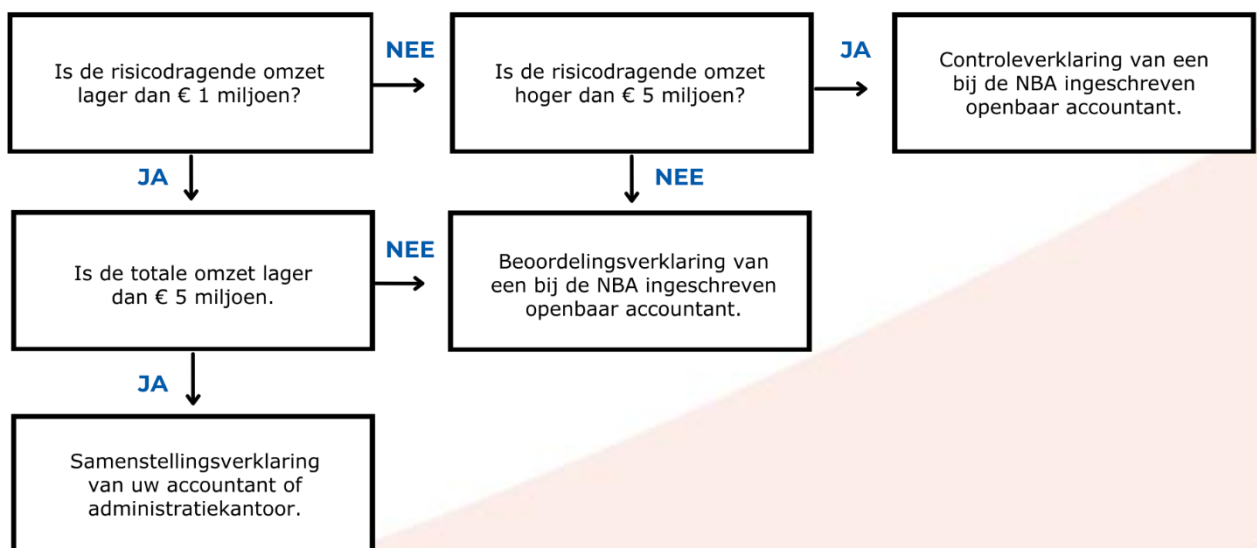 Is de risicodragende omzet
lager dan € 1 miljoen?
NEE
Is de risicodragende omzet
hoger dan € 5 miljoen?
JA
Controleverklaring van een
bij de NBA ingeschreven
openbaar accountant.
JA
NEE
Is de totale omzet lager
dan € 5 miljoen.
NEE
Beoordelingsverklaring van
een bij de NBA ingeschreven
openbaar accountant.
JA
Samenstellingsverklaring
van uw accountant of
administratiekantoor.